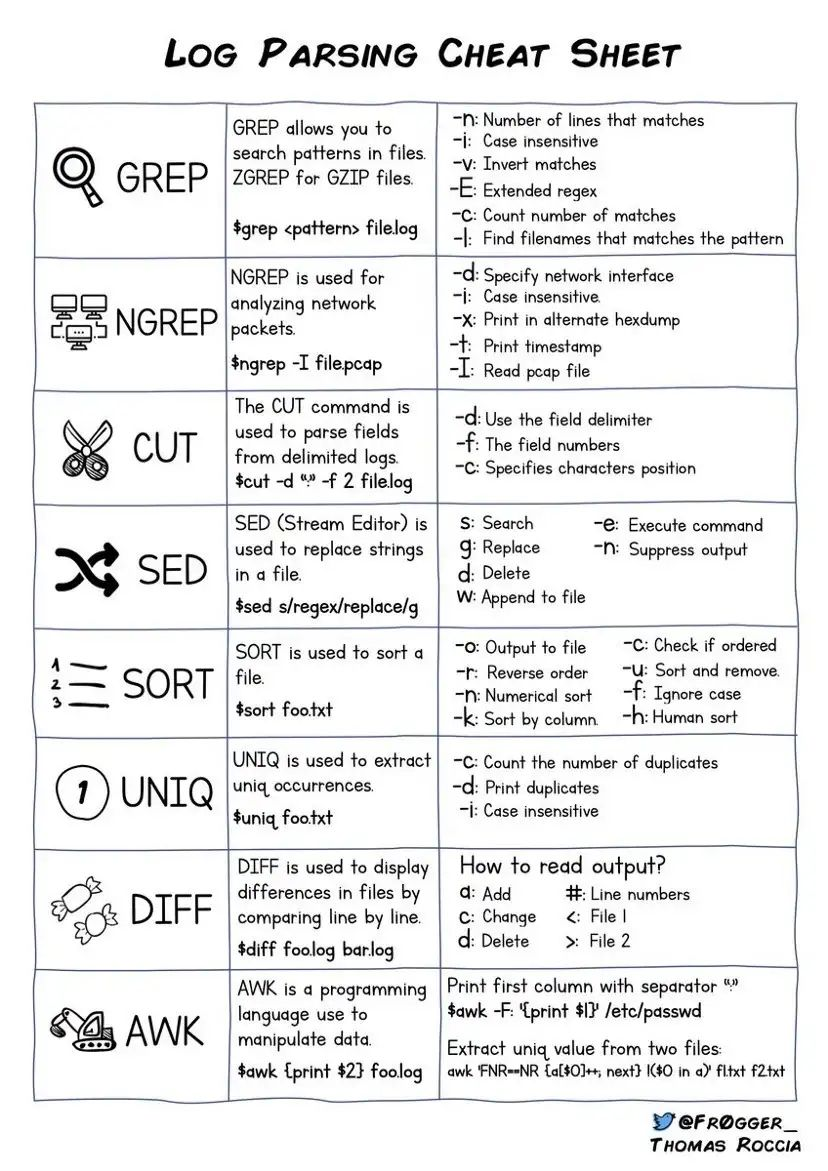 Log Parsing Cheat Sheet
GREP
GREP allows you to
search patterns in files.
ZGREP for GZIP files.
$grep <pattern> file.log
-n: Number of lines that matches
-i: Case insensitive
-v: Invert matches
-E: Extended regex
-c: Count number of matches
-l: Find filenames that matches the pattern
NGREP
NGREP is used for
analyzing network
packets.
$ngrep -I file.pcap
-d: Specify network interface
-i: Case insensitive.
-x: Print in alternate hexdump
-t: Print timestamp
-I: Read pcap file
CUT
The CUT command is
used to parse fields
from delimited logs.
$cut -d ":" -f 2 file.log
-d: Use the field delimiter
-f: The field numbers
-c: Specifies characters position
SED
SED (Stream Editor) is
used to replace strings
in a file.
$sed s/regex/replace/g
s: Search
g: Replace
d: Delete
w: Append to file
-e: Execute command
-n: Suppress output
SORT
SORT is used to sort a
file.
$sort foo.txt
-o: Output to file
-r: Reverse order
-n: Numerical sort
-k: Sort by column.
-c: Check if ordered
-u: Sort and remove.
-f: Ignore case
-h: Human sort
UNIQ
UNIQ is used to extract
uniq occurrences.
$uniq foo.txt
-c: Count the number of duplicates
-d: Print duplicates
-i: Case insensitive
DIFF
DIFF is used to display
differences in files by
comparing line by line.
$diff foo.log bar.log
How to read output?
a: Add
c: Change
d: Delete
#: Line numbers
<: File 1
>: File 2
AWK
AWK is a programming
language use to
manipulate data.
$awk {print $2} foo.log
Print first column with separator ":"
$awk -F: '{print $1}' /etc/passwd
Extract uniq value from two files:
awk 'FNR==NR {a[$0]++; next} !($0 in a)' f1.txt f2.txt
@Fr0gger_
Thomas Roccia
1
2
3
1